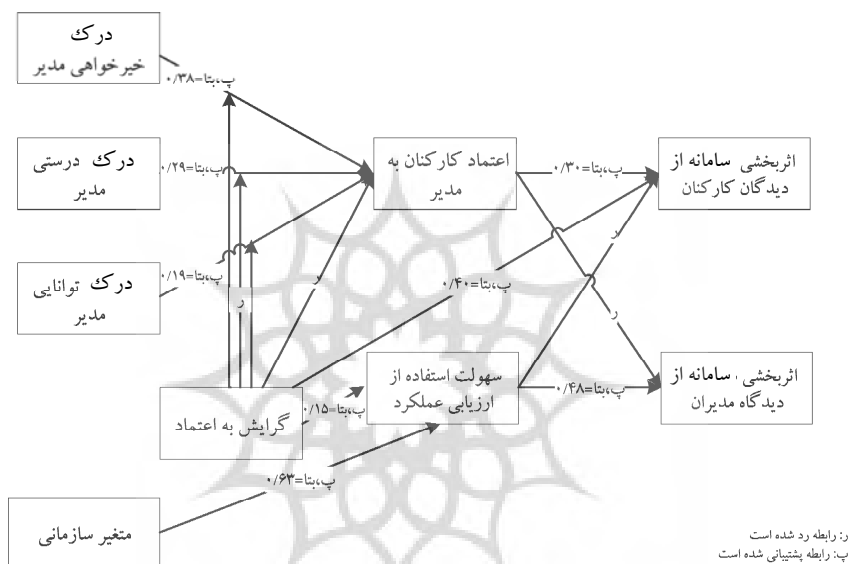 درک
خیرخواهی مدیر
پ،بتا=۰/۳۸
درک درستی
مدیر
پ،بتا=۰/۲۹
درک توانایی
مدیر
پ،بتا=۰/۱۹
ر
اعتماد کارکنان به
مدیر
پ،بتا=۰/۳۰
اثربخشی سامانه از
دیدگان کارکنان
ر
ر
پ،بتا=۰/۴۰
ر
گرایش به اعتماد
پ،بتا=۰/۱۵
سهولت استفاده از
ارزیابی عملکرد
پ،بتا=۰/۴۸
اثربخشی، سامانه از
دیدگاه مدیران
پ،بتا=۰/۶۳
متغیر سازمانی
ر: رابطه رد شده است
پ: رابطه پشتیبانی شده است